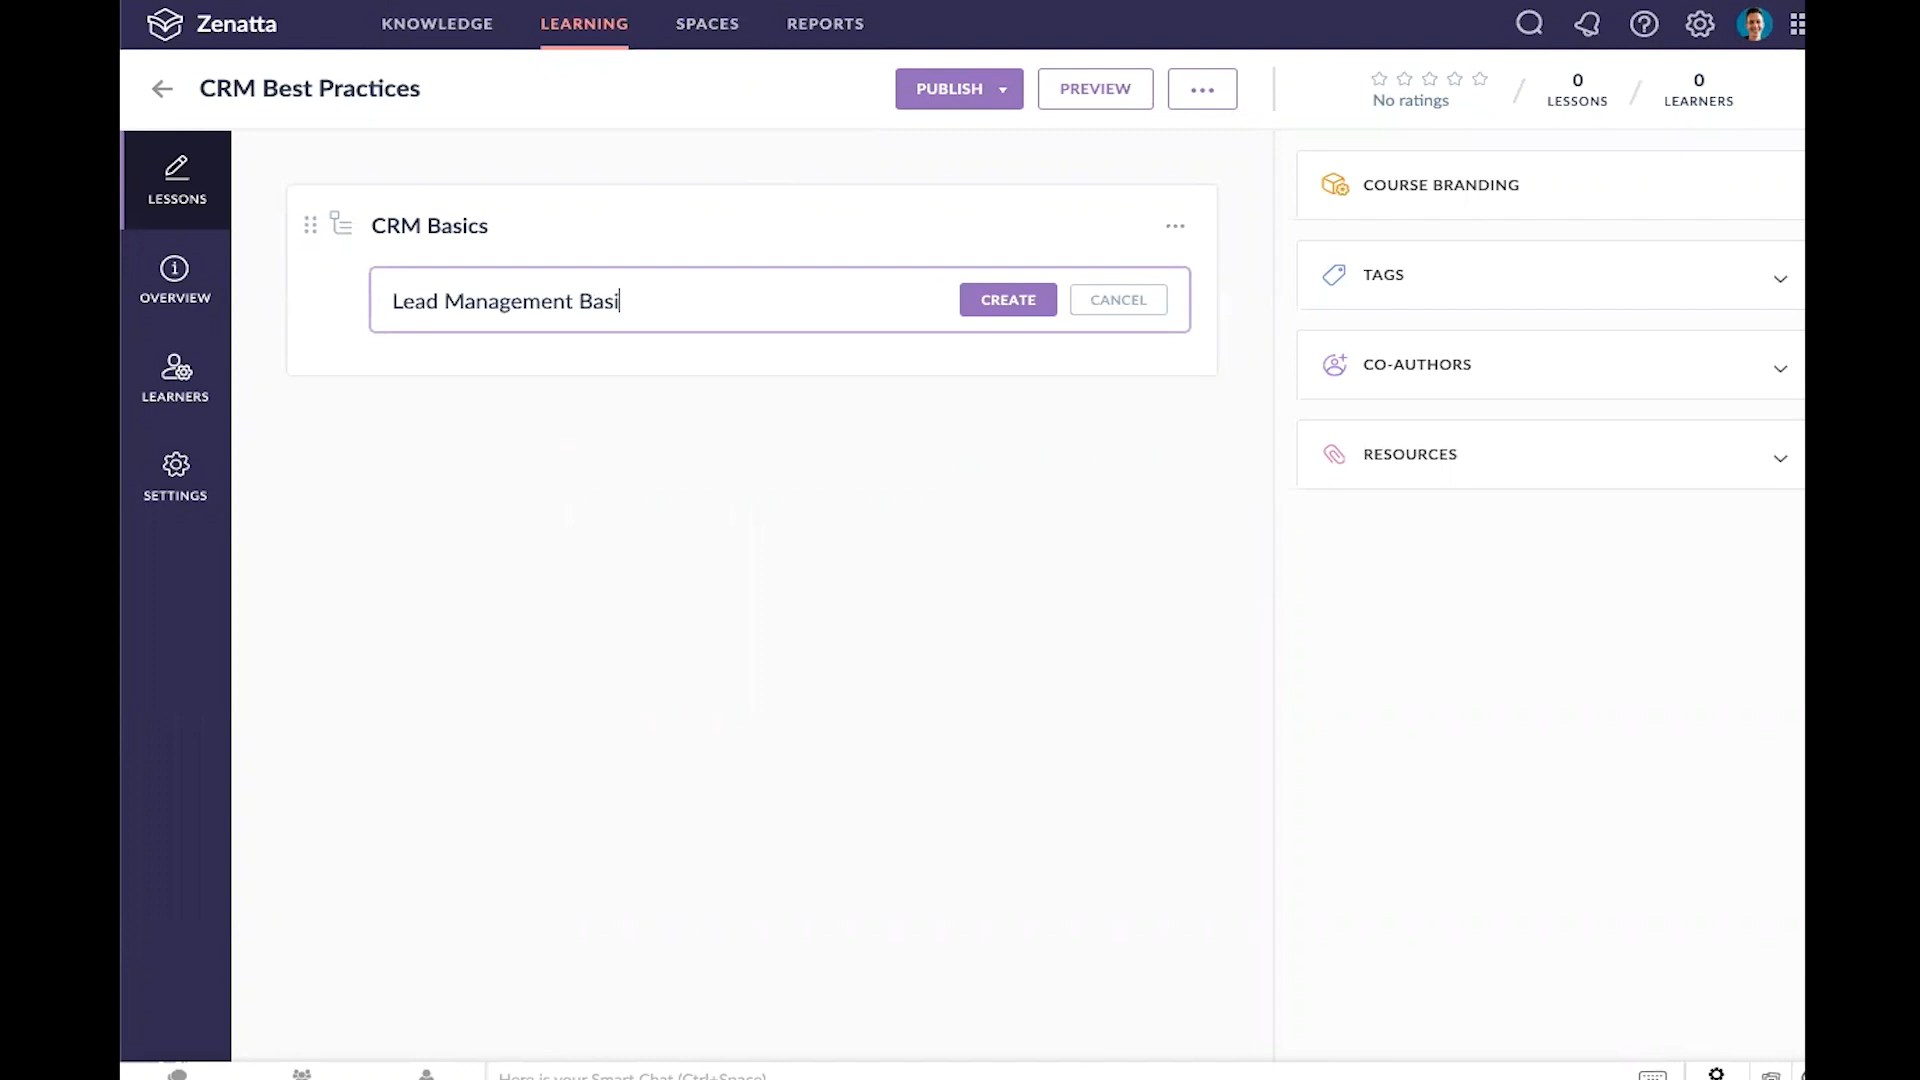 Zenatta
KNOWLEDGE
LEARNING
SPACES
REPORTS
CRM Best Practices
PUBLISH
PREVIEW
No ratings
0
LESSONS
0
LEARNERS
LESSONS
OVERVIEW
LEARNERS
SETTINGS
CRM Basics
Lead Management Basi
CREATE
CANCEL
COURSE BRANDING
TAGS
CO-AUTHORS
RESOURCES
Here is your Smart Chat (Ctrl+Space)